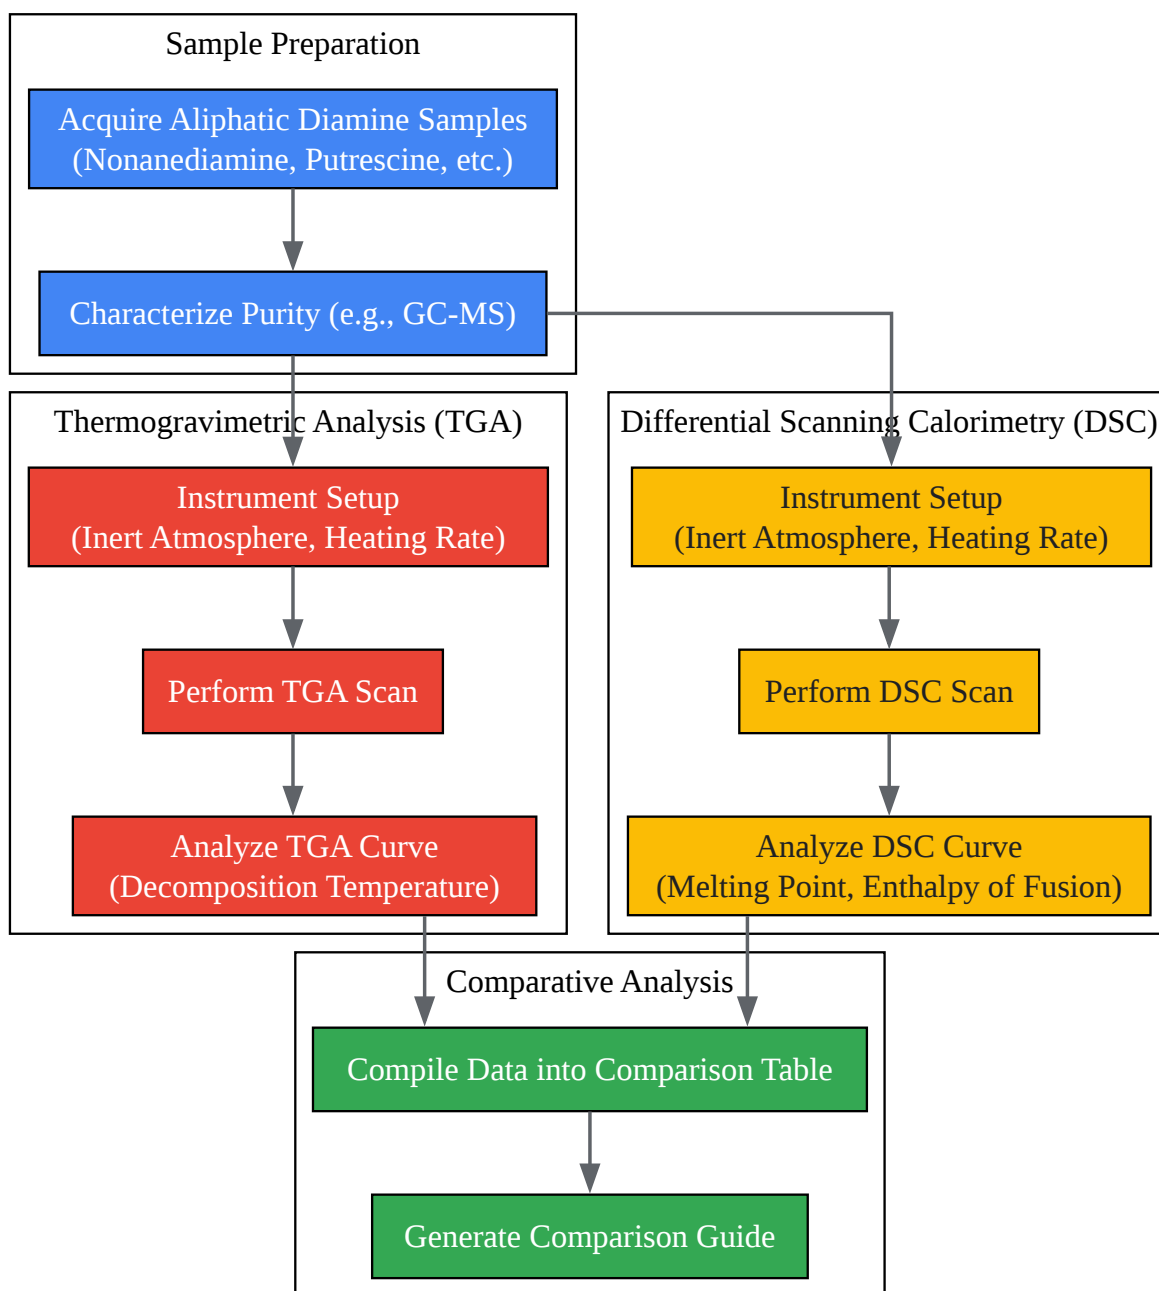 Sample Preparation
Acquire Aliphatic Diamine Samples
(Nonanediamine, Putrescine, etc.)
Characterize Purity (e.g., GC-MS)
Thermogravimetric Analysis (TGA)
Instrument Setup
(Inert Atmosphere, Heating Rate)
Perform TGA Scan
Analyze TGA Curve
(Decomposition Temperature)
Differential Scanning Calorimetry (DSC)
Instrument Setup
(Inert Atmosphere, Heating Rate)
Perform DSC Scan
Analyze DSC Curve
(Melting Point, Enthalpy of Fusion)
Comparative Analysis
Compile Data into Comparison Table
Generate Comparison Guide